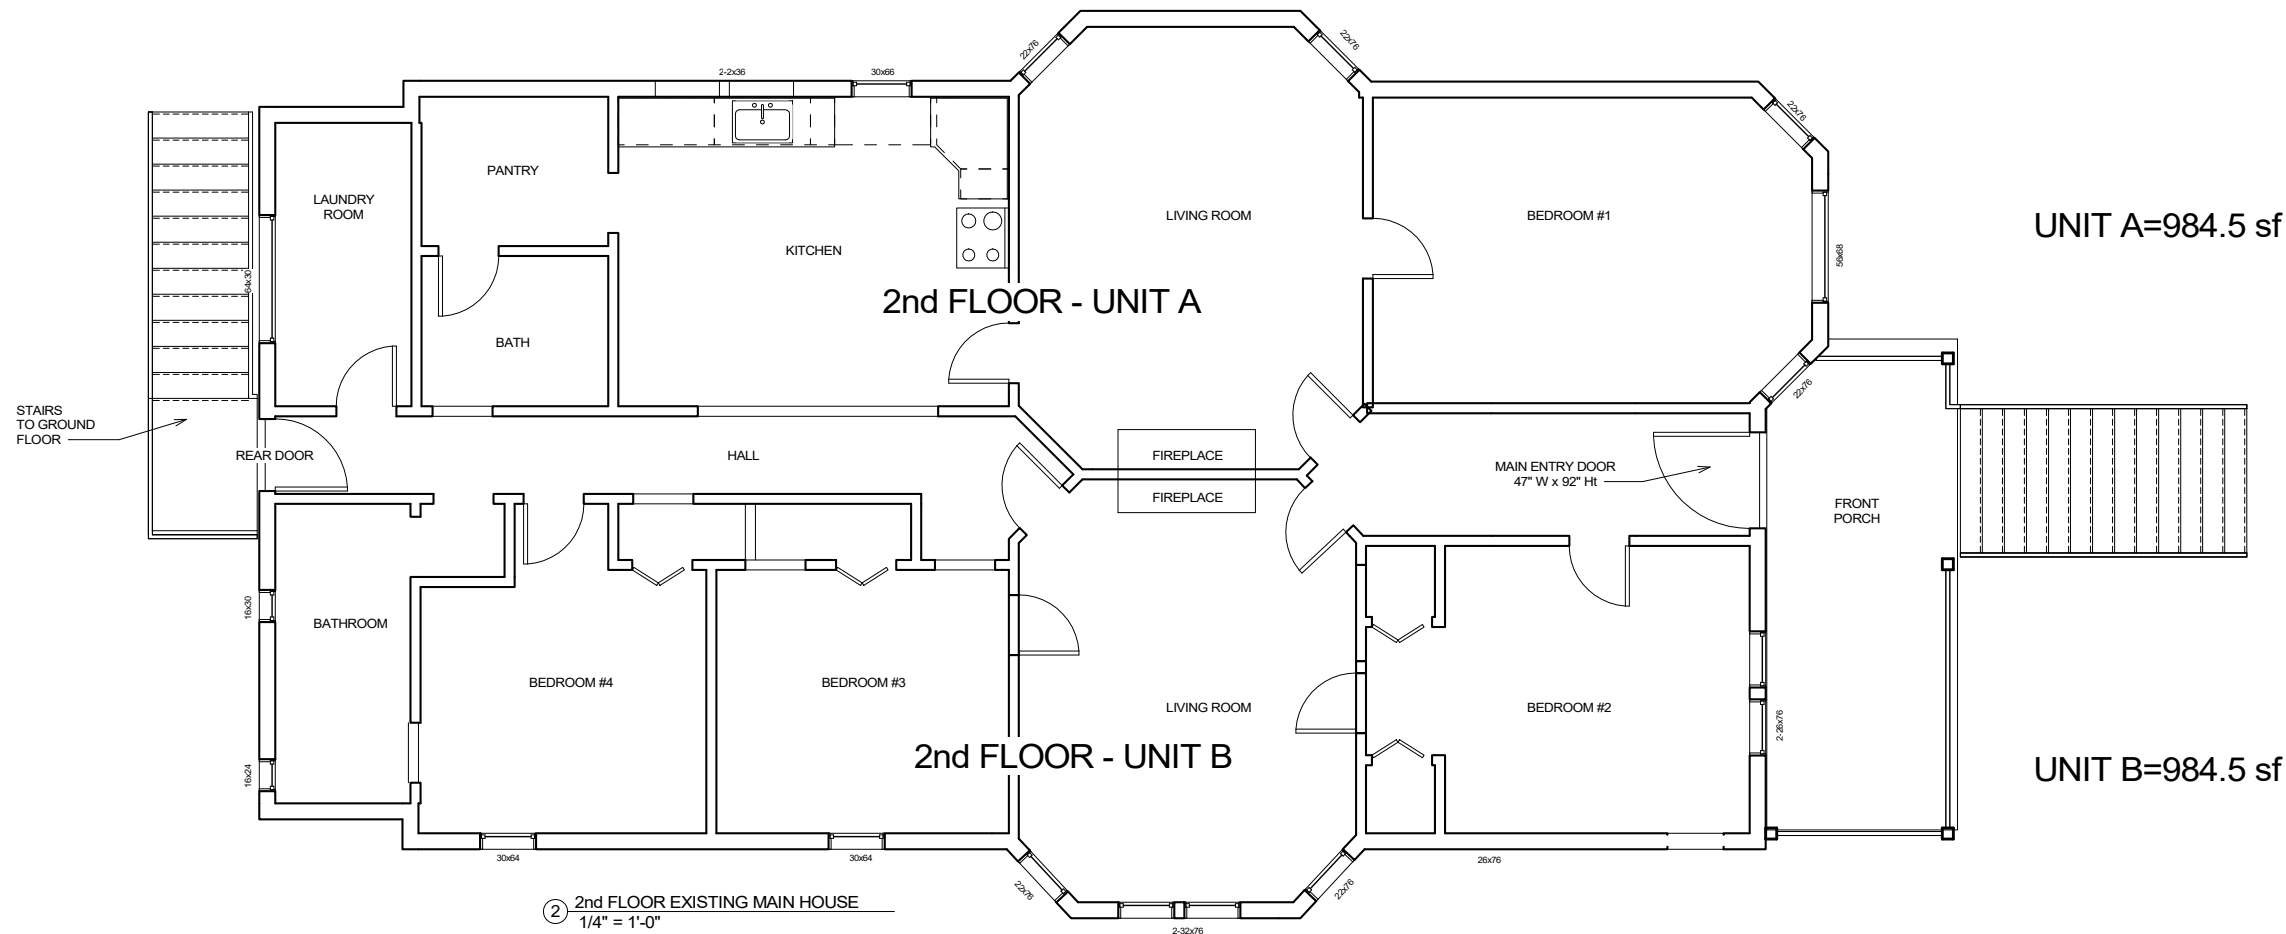 22x76
22x76
2-2x36
30x66
22x76
PANTRY
LAUNDRY
ROOM
LIVING ROOM
BEDROOM #1
UNIT A=984.5 sf
KITCHEN
56x68
64x30
2nd FLOOR - UNIT A
BATH
22x76
STAIRS
TO GROUND
FLOOR
REAR DOOR
HALL
FIREPLACE
MAIN ENTRY DOOR
47" W x 92" Ht
FIREPLACE
FRONT
PORCH
16x30
BATHROOM
BEDROOM #4
BEDROOM #3
LIVING ROOM
BEDROOM #2
2-26x76
2nd FLOOR - UNIT B
UNIT B=984.5 sf
16x24
30x64
30x64
26x76
22x76
22x76
2 2nd FLOOR EXISTING MAIN HOUSE
1/4" = 1'-0"
2-32x76